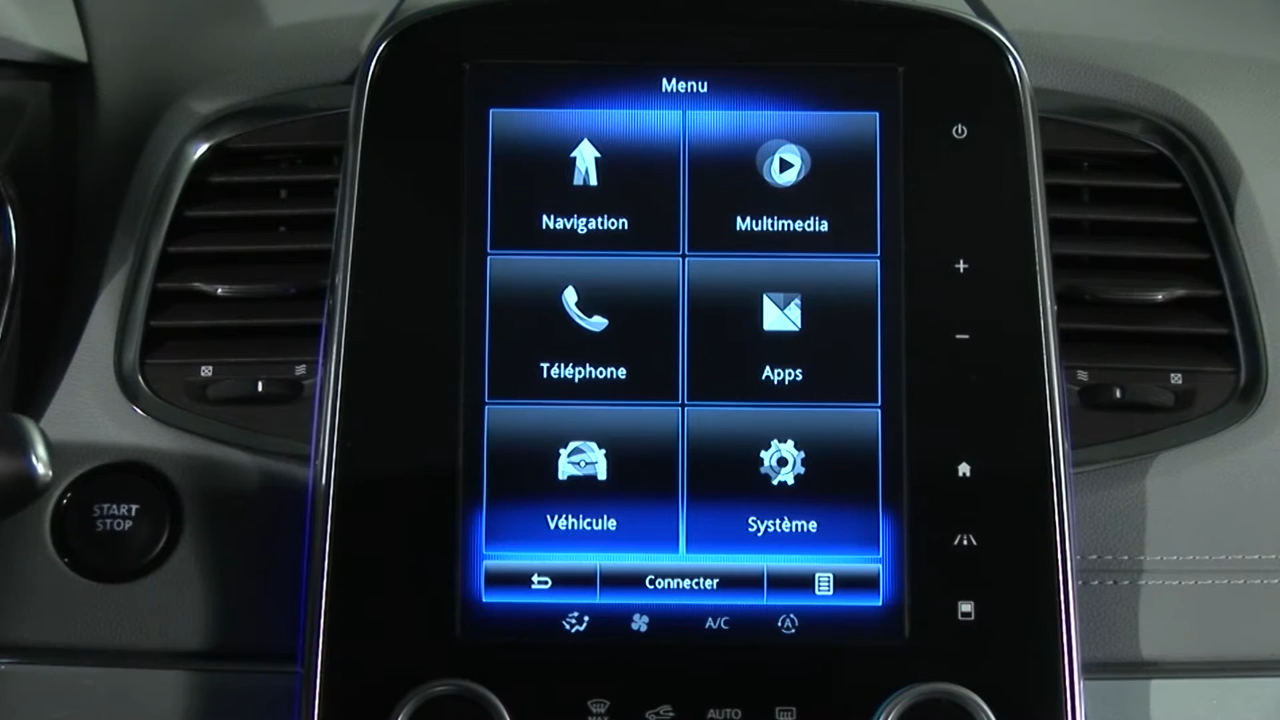 Menu
Navigation
Multimedia
Téléphone
Apps
Véhicule
Système
Connecter
A/C
START
STOP
MAX
AUTO